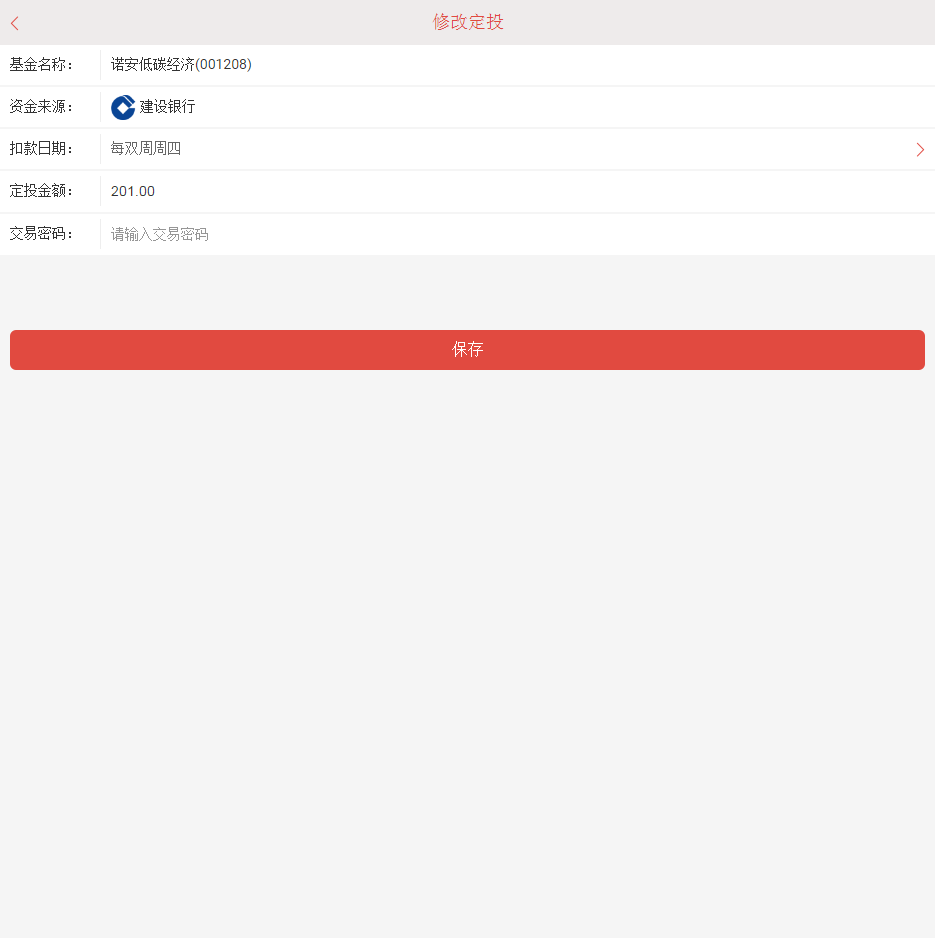 修改定投
基金名称： 诺安低碳经济(001208)
资金来源： 建设银行
扣款日期： 每双周周四
定投金额： 201.00
交易密码： 请输入交易密码
保存